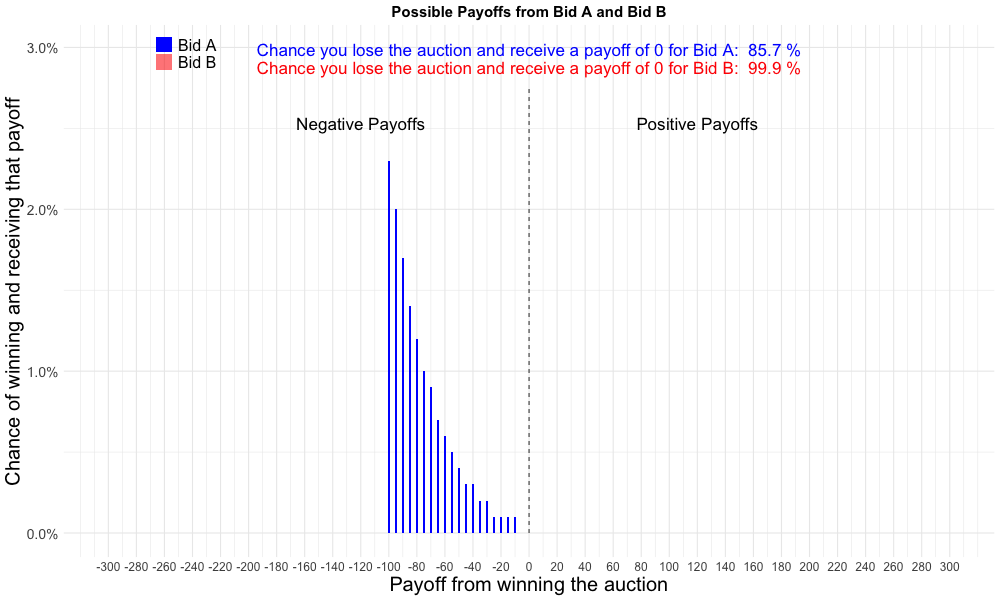 Possible Payoffs from Bid A and Bid B
Bid A
Bid B
Chance you lose the auction and receive a payoff of 0 for Bid A:  85.7 %
Chance you lose the auction and receive a payoff of 0 for Bid B:  99.9 %
Negative Payoffs
Positive Payoffs
Chance of winning and receiving that payoff
3.0%
2.0%
1.0%
0.0%
-300 -280 -260 -240 -220 -200 -180 -160 -140 -120 -100 -80 -60 -40 -20 0 20 40 60 80 100 120 140 160 180 200 220 240 260 280 300
Payoff from winning the auction